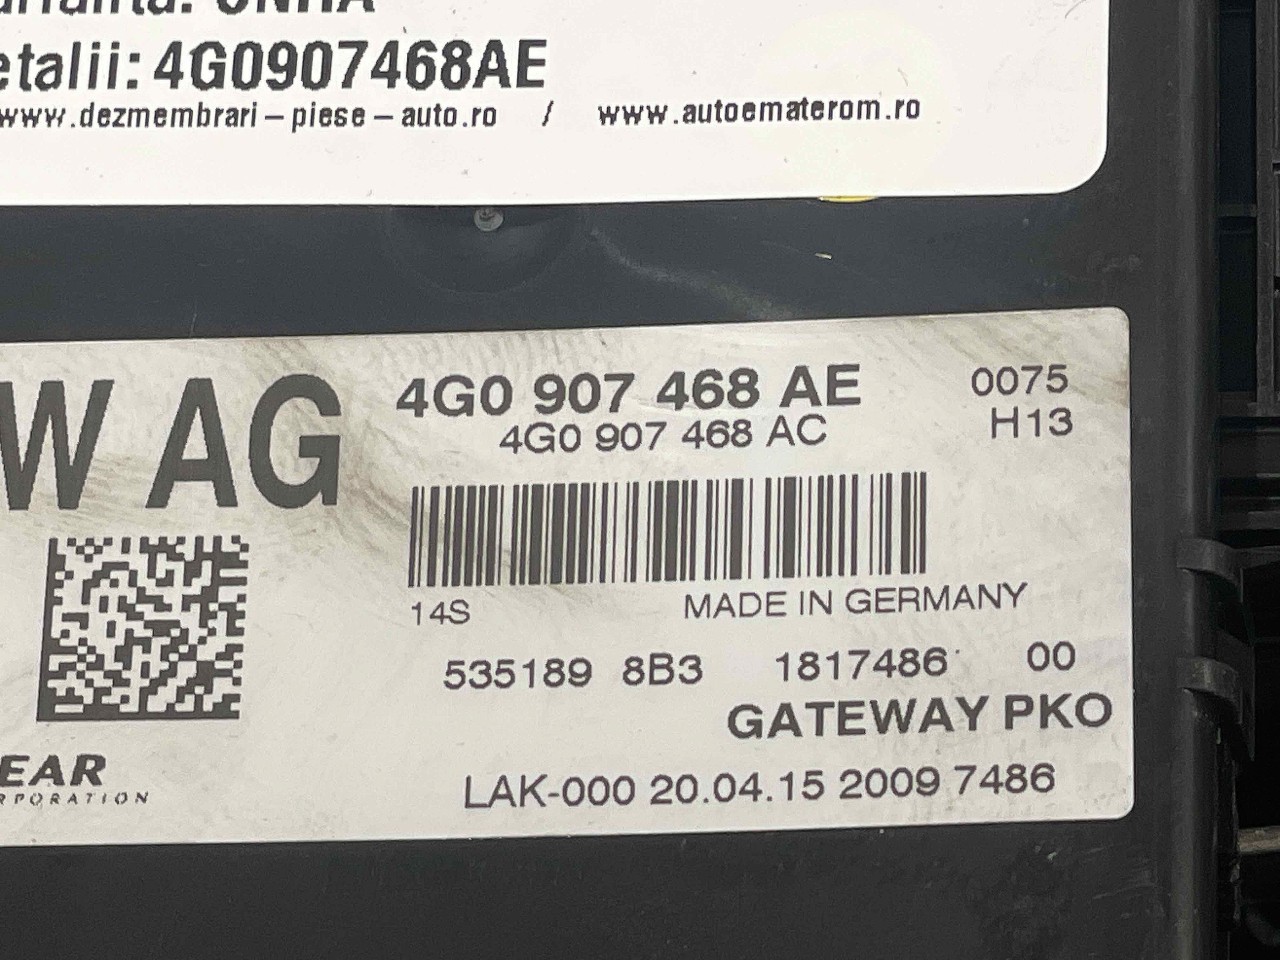 etalii: 4G0907468AE
www.dezmembrari-piese-auto.ro / www.autoematerom.ro
W AG
4G0 907 468 AE 0075
4G0 907 468 AC H13
14S MADE IN GERMANY
535189 8B3 1817486 00
GATEWAY PKO
EAR
RPORATION
LAK-000 20.04.15 2009 7486